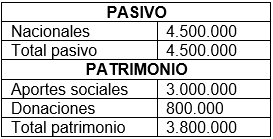 PASIVO
Nacionales 4.500.000
Total pasivo 4.500.000
PATRIMONIO
Aportes sociales 3.000.000
Donaciones 800.000
Total patrimonio 3.800.000